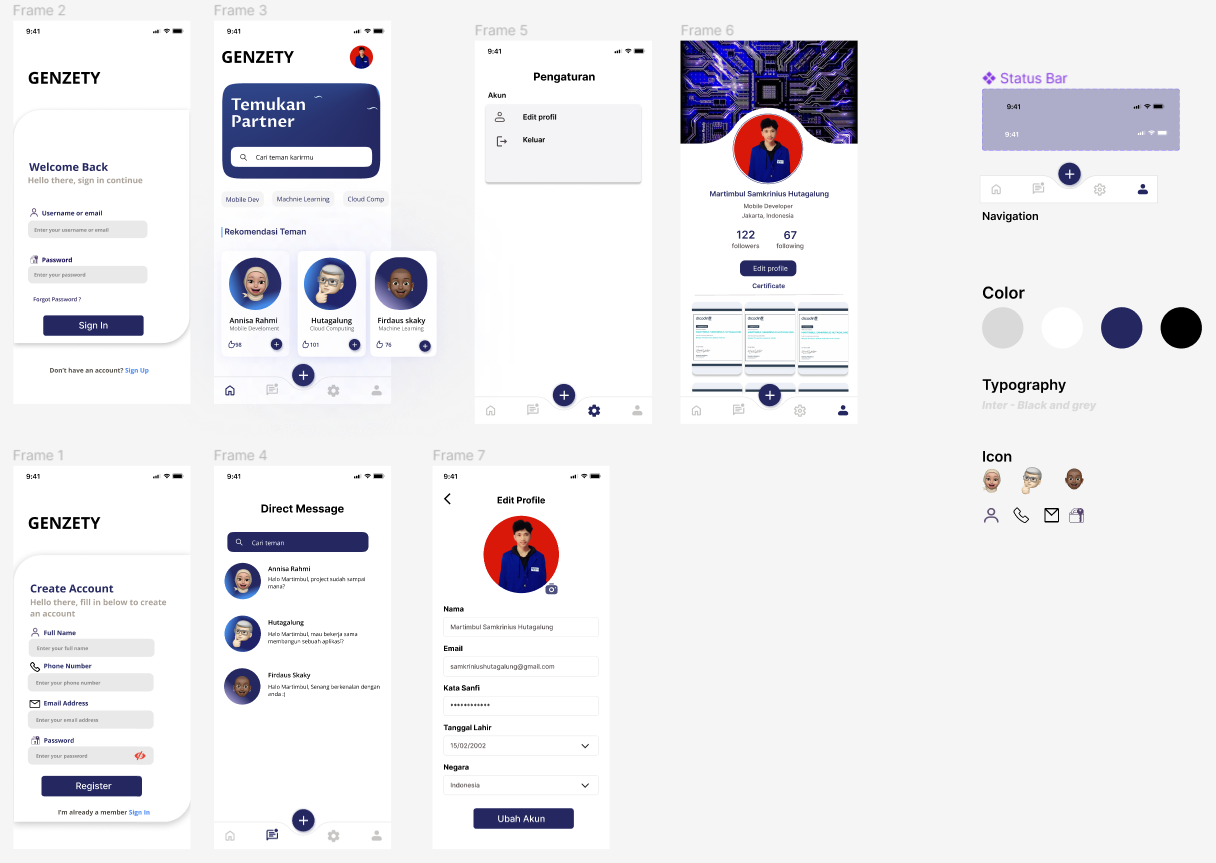 Frame 2
9:41
GENZETY
Welcome Back
Hello there, sign in continue
Username or email
Enter your username or email
Password
Enter your password
Forgot Password ?
Sign In
Don't have an account? Sign Up
Frame 3
9:41
GENZETY
Temukan
Partner
Cari teman karirmu
Mobile Dev
Machnie Learning
Cloud Comp
Rekomendasi Teman
Annisa Rahmi
Mobile Develoment
98
Hutagalung
Cloud Computing
101
Firdaus skaky
Machine Learning
76
Frame 5
9:41
Pengaturan
Akun
Edit profil
Keluar
Frame 6
Martimbul Samkrinius Hutagalung
Mobile Developer
Jakarta, Indonesia
122
followers
67
following
Edit profile
Certificate
Status Bar
9:41
9:41
Navigation
Color
Typography
Inter - Black and grey
Icon
Frame 1
9:41
GENZETY
Create Account
Hello there, fill in below to create
an account
Full Name
Enter your full name
Phone Number
Enter your phone number
Email Address
Enter your email address
Password
Enter your password
Register
I'm already a member Sign In
Frame 4
9:41
Direct Message
Cari teman
Annisa Rahmi
Halo Martimbul, project sudah sampai
mana?
Hutagalung
Halo Martimbul, mau bekerja sama
membangun sebuah aplikasi?
Firdaus Skaky
Halo Martimbul, Senang berkenalan dengan
anda :)
Frame 7
9:41
Edit Profile
Nama
Martimbul Samkrinius Hutagalung
Email
samkriniushutagalung@gmail.com
Kata Sanfi
************
Tanggal Lahir
15/02/2002
Negara
Indonesia
Ubah Akun